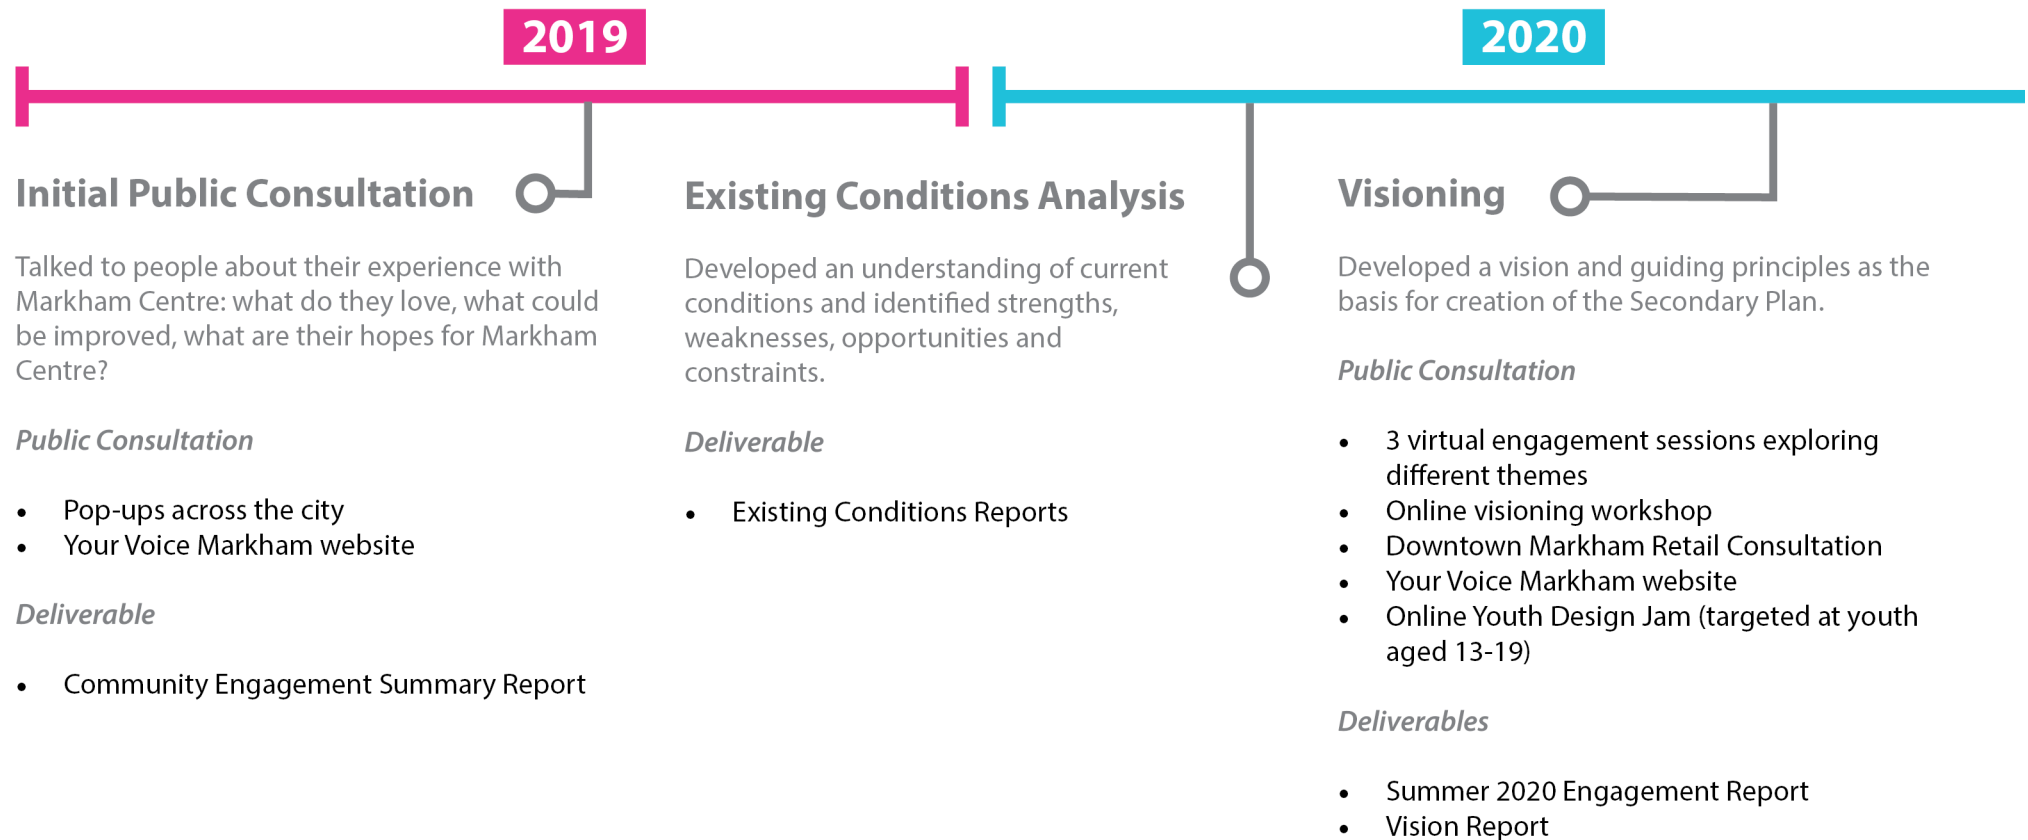 2019
2020
Initial Public Consultation
Talked to people about their experience with
Markham Centre: what do they love, what could
be improved, what are their hopes for Markham
Centre?
Public Consultation
• Pop-ups across the city
• Your Voice Markham website
Deliverable
• Community Engagement Summary Report
Existing Conditions Analysis
Developed an understanding of current
conditions and identified strengths,
weaknesses, opportunities and
constraints.
Deliverable
• Existing Conditions Reports
Visioning
Developed a vision and guiding principles as the
basis for creation of the Secondary Plan.
Public Consultation
• 3 virtual engagement sessions exploring
different themes
• Online visioning workshop
• Downtown Markham Retail Consultation
• Your Voice Markham website
• Online Youth Design Jam (targeted at youth
aged 13-19)
Deliverables
• Summer 2020 Engagement Report
• Vision Report